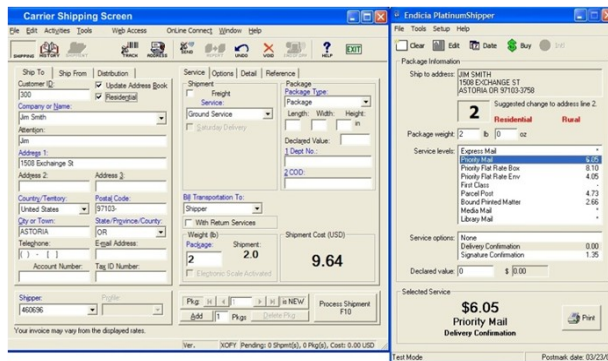 Carrier Shipping Screen
File Edit Activities Tools Web Access OnLine Connect Window Help
SHIPPING HISTORY TRACK ADDRESS SEND UNDO VOID HELP EXIT
Ship To Ship From Distribution
Customer ID:
300
Update Address Book
Residential
Company or Name:
Jim Smith
Attention:
Jim
Address 1:
1508 Exchainge St
Address 2: Address 3:
Country/Territory: Postal Code:
United States 97103-
City or Town: State/Province/County:
ASTORIA OR
Telephone: E-mail Address:
( ) - [ ]
Account Number: Tax ID Number:
Shipper: Profile:
460696
Your invoice may vary from the displayed rates.
Service Options Detail Reference
Shipment
Freight
Service:
Ground Service
Saturday Delivery
Package
Package Type:
Package
Length: Width: Height:
in
Declared Value:
1 Dept No.:
2 COD:
Bill Transportation To:
Shipper
With Return Services
Weight (lb)
Package: Shipment:
2 2.0
Electronic Scale Activated
Shipment Cost (USD)
9.64
Pkg: 1 is NEW
Add 1 Pkgs Delete Pkg
Process Shipment
F10
Ver. XOFY Pending: 0 Shpmt(s), 0 Pkg(s), Cost: 0.00 USD
Endicia PlatinumShipper
File Tools Setup Help
Clear Edit Date Buy
Package Information
Ship to address: JIM SMITH
1508 EXCHANGE ST
ASTORIA OR 97103-3758
2 Suggested change to address line 2.
Residential Rural
Package weight: 2 lb 0 oz
Service levels: Express Mail *
Priority Mail 6.05
Priority Flat Rate Box 8.10
Priority Flat Rate Env 4.05
First Class -
Parcel Post 4.73
Bound Printed Matter 2.66
Media Mail *
Library Mail *
Service options: None
Delivery Confirmation 0.00
Signature Confirmation 1.35
Declared value: 0 $ 0.00
Selected Service
$6.05
Priority Mail
Delivery Confirmation
Print
Test Mode Postmark date: 03/23/0